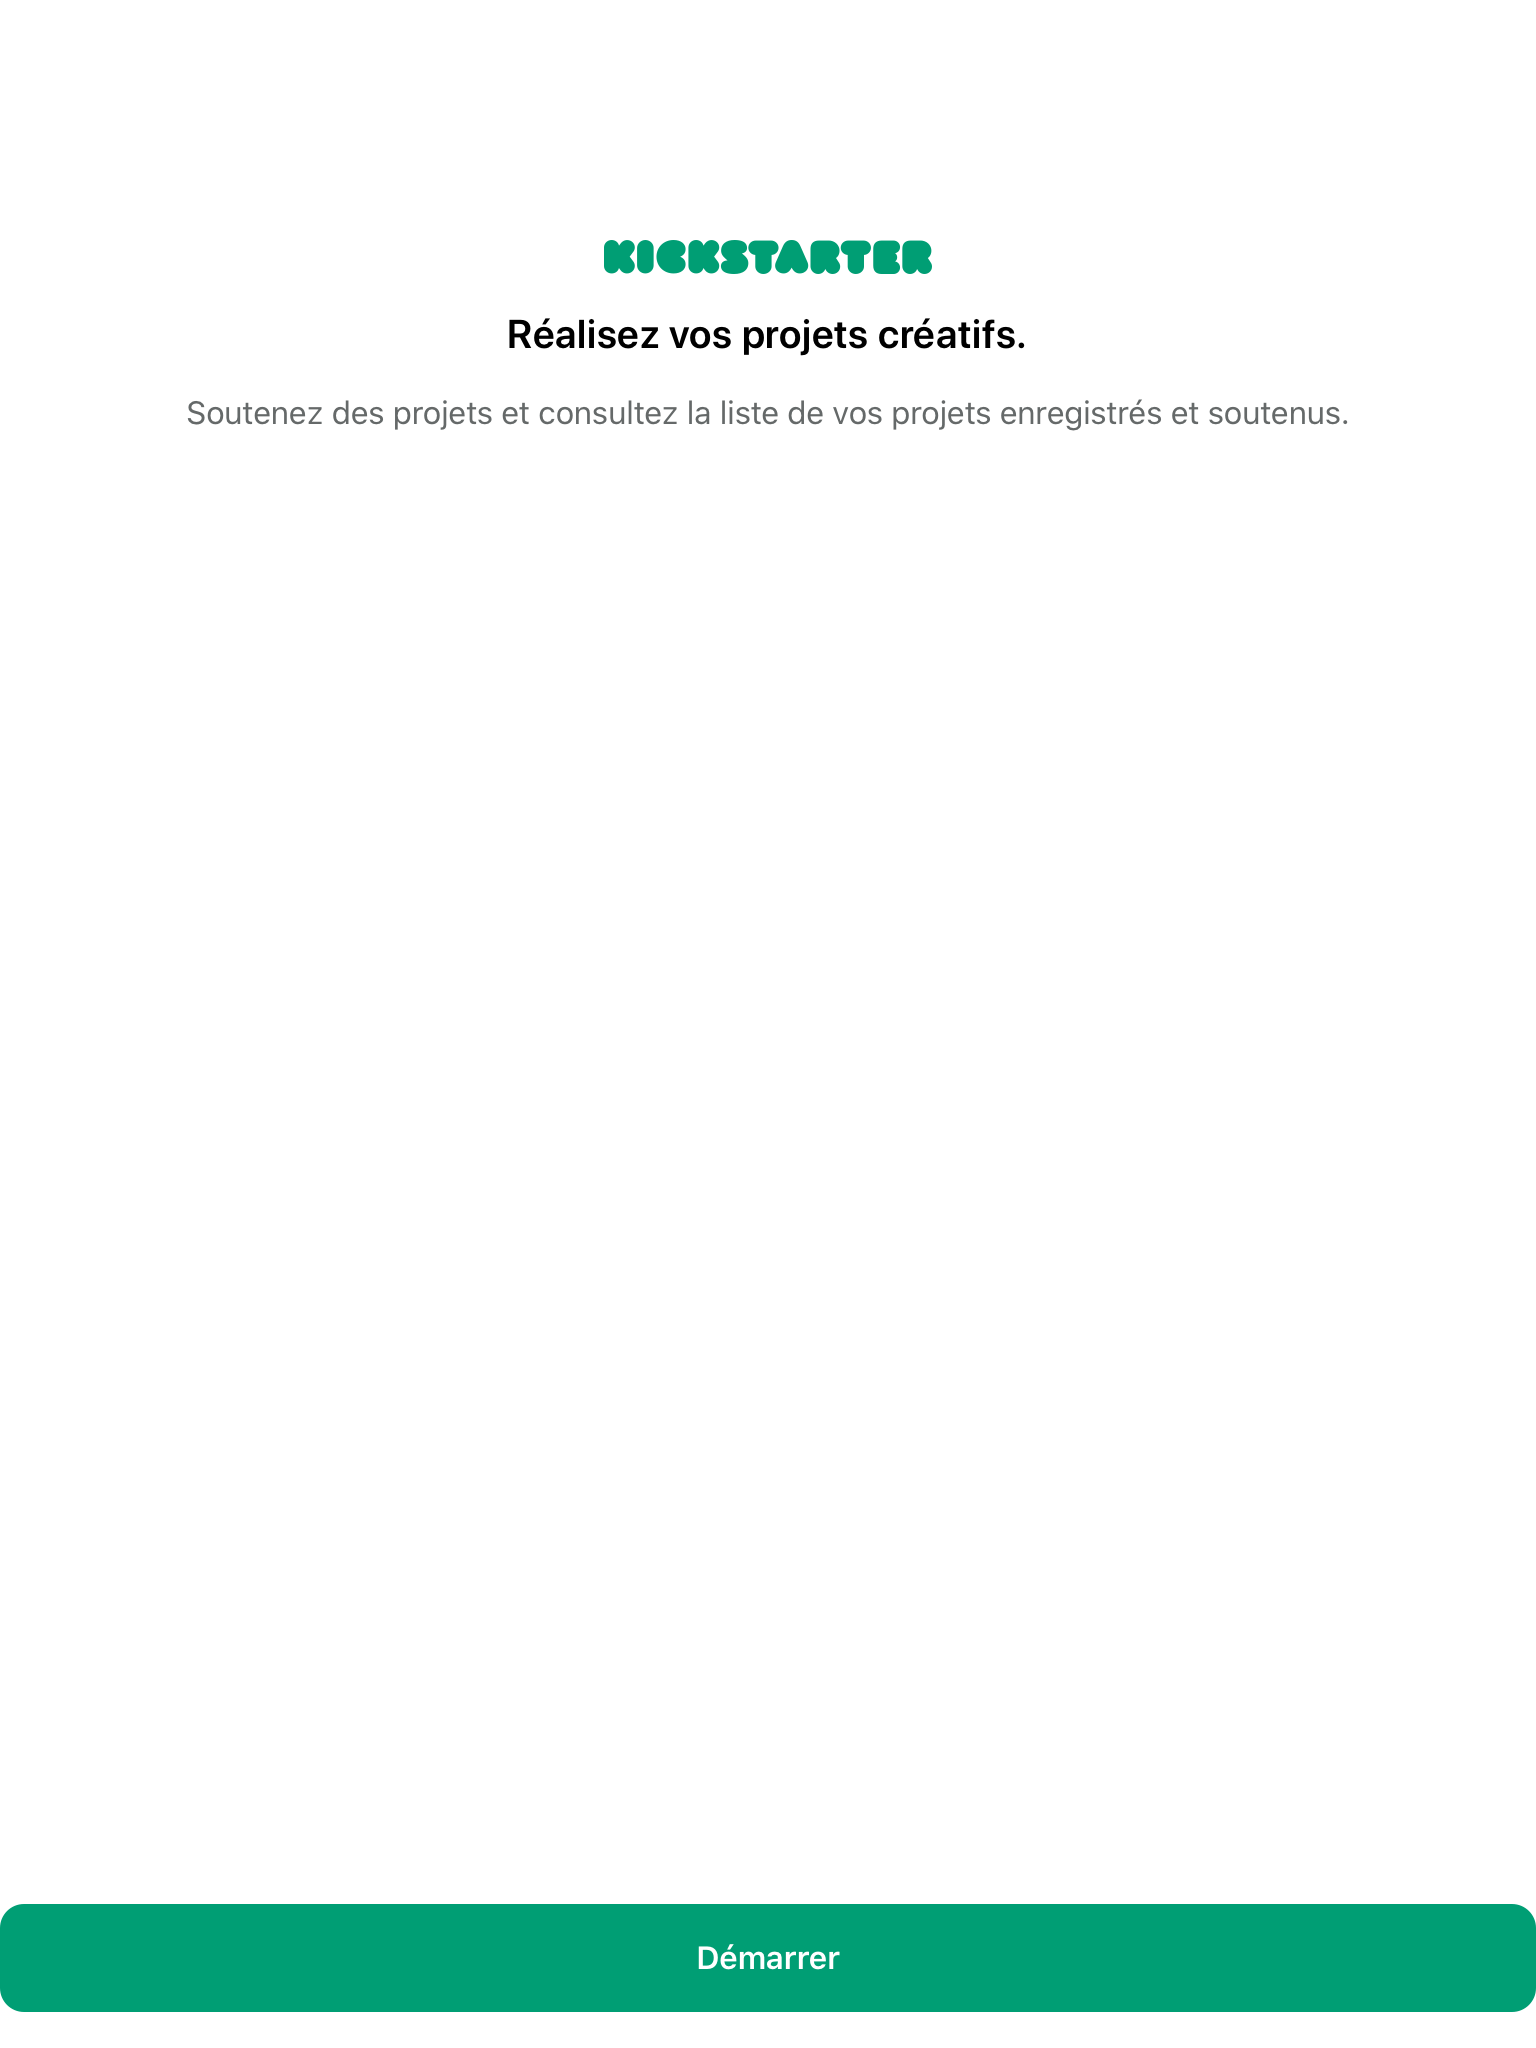 KICKSTARTER
Réalisez vos projets créatifs.
Soutenez des projets et consultez la liste de vos projets enregistrés et soutenus.
Démarrer